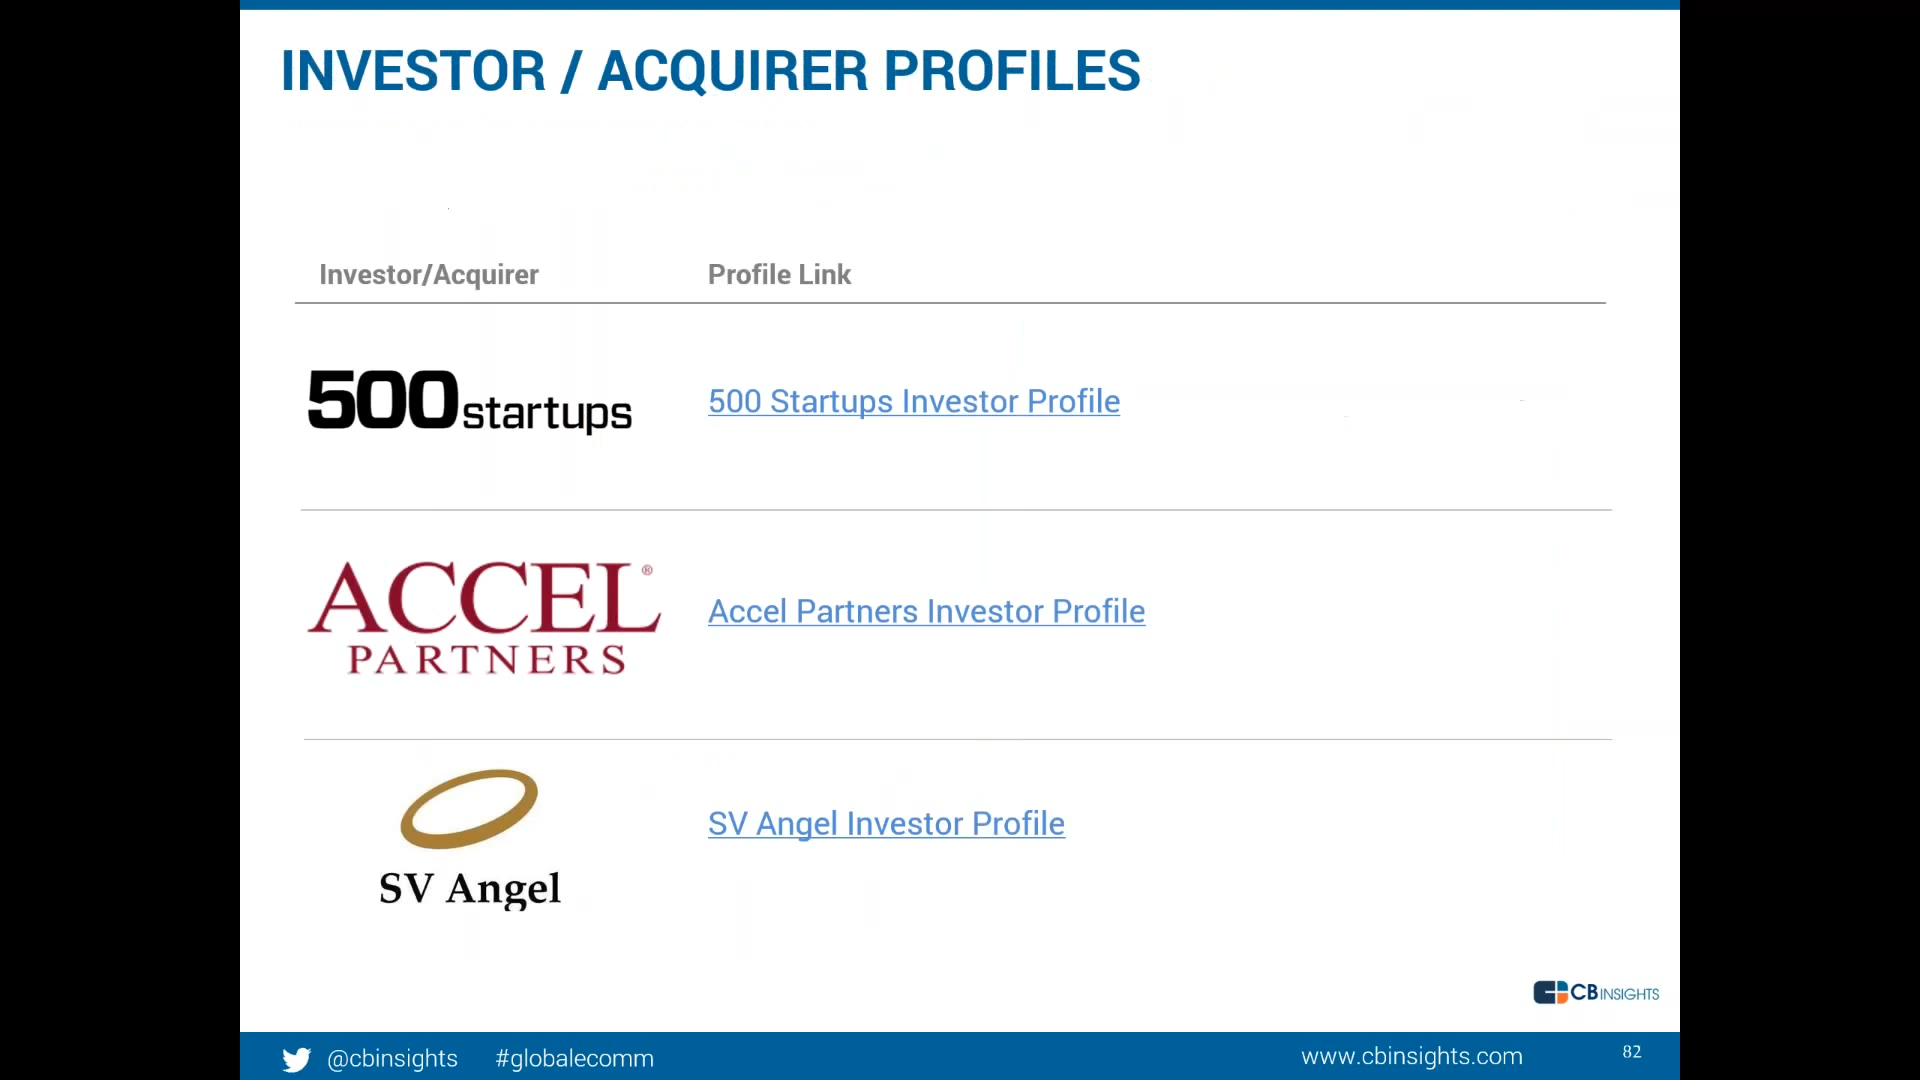 INVESTOR / ACQUIRER PROFILES
Investor/Acquirer Profile Link
500startups 500 Startups Investor Profile
ACCEL® PARTNERS Accel Partners Investor Profile
SV Angel SV Angel Investor Profile
CBINSIGHTS
@cbinsights #globalecomm www.cbinsights.com 82